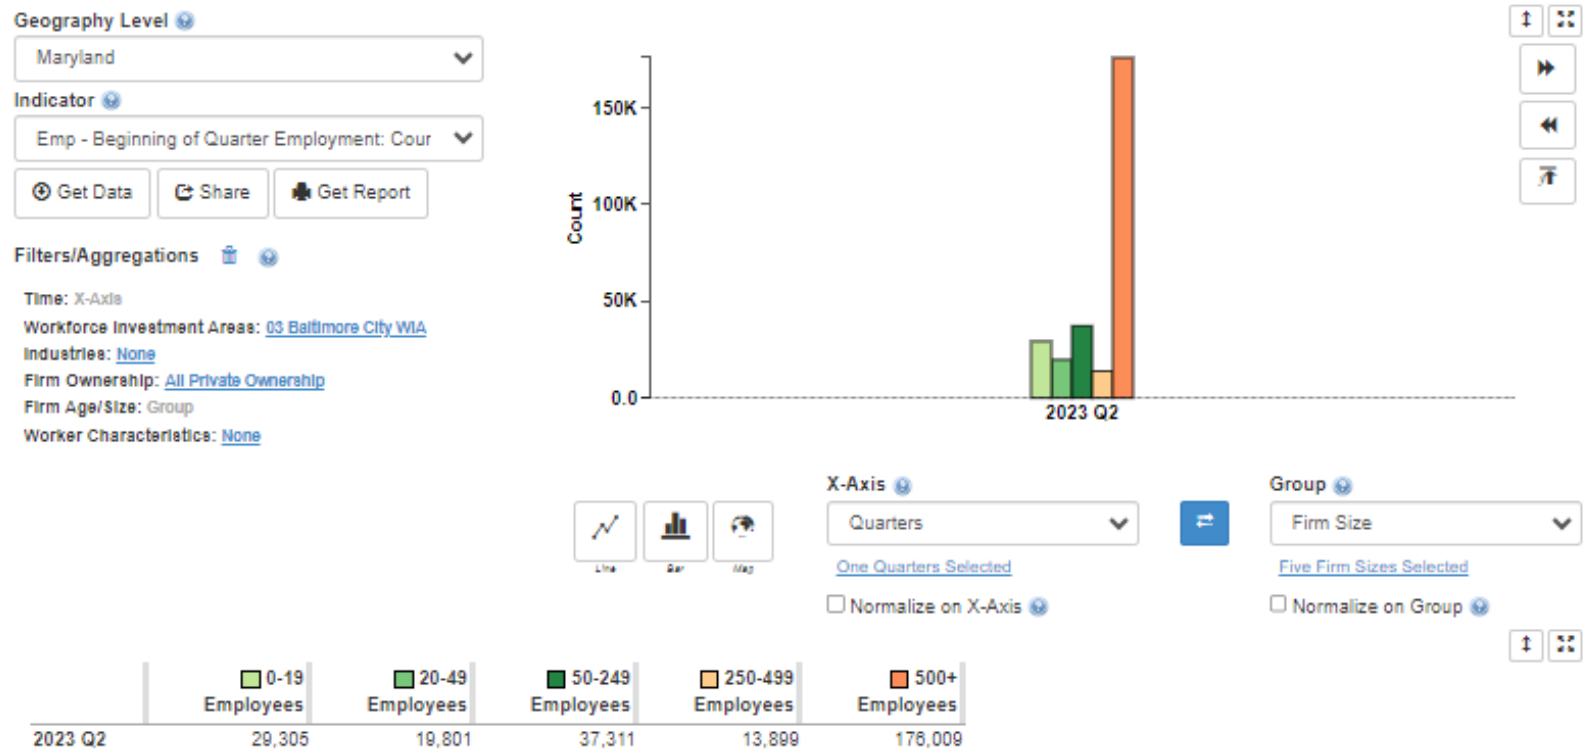 Geography Level
Maryland
Indicator
Emp - Beginning of Quarter Employment: Cour
Get Data
Share
Get Report
Filters/Aggregations
Time: X-Axis
Workforce Investment Areas: 03 Baltimore City WIA
Industries: None
Firm Ownership: All Private Ownership
Firm Age/Size: Group
Worker Characteristics: None
150K
100K
50K
0.0
Count
2023 Q2
Line
Bar
Map
X-Axis
Quarters
One Quarters Selected
Normalize on X-Axis
Group
Firm Size
Five Firm Sizes Selected
Normalize on Group
0-19 Employees
20-49 Employees
50-249 Employees
250-499 Employees
500+ Employees
2023 Q2 29,305 19,801 37,311 13,899 176,009